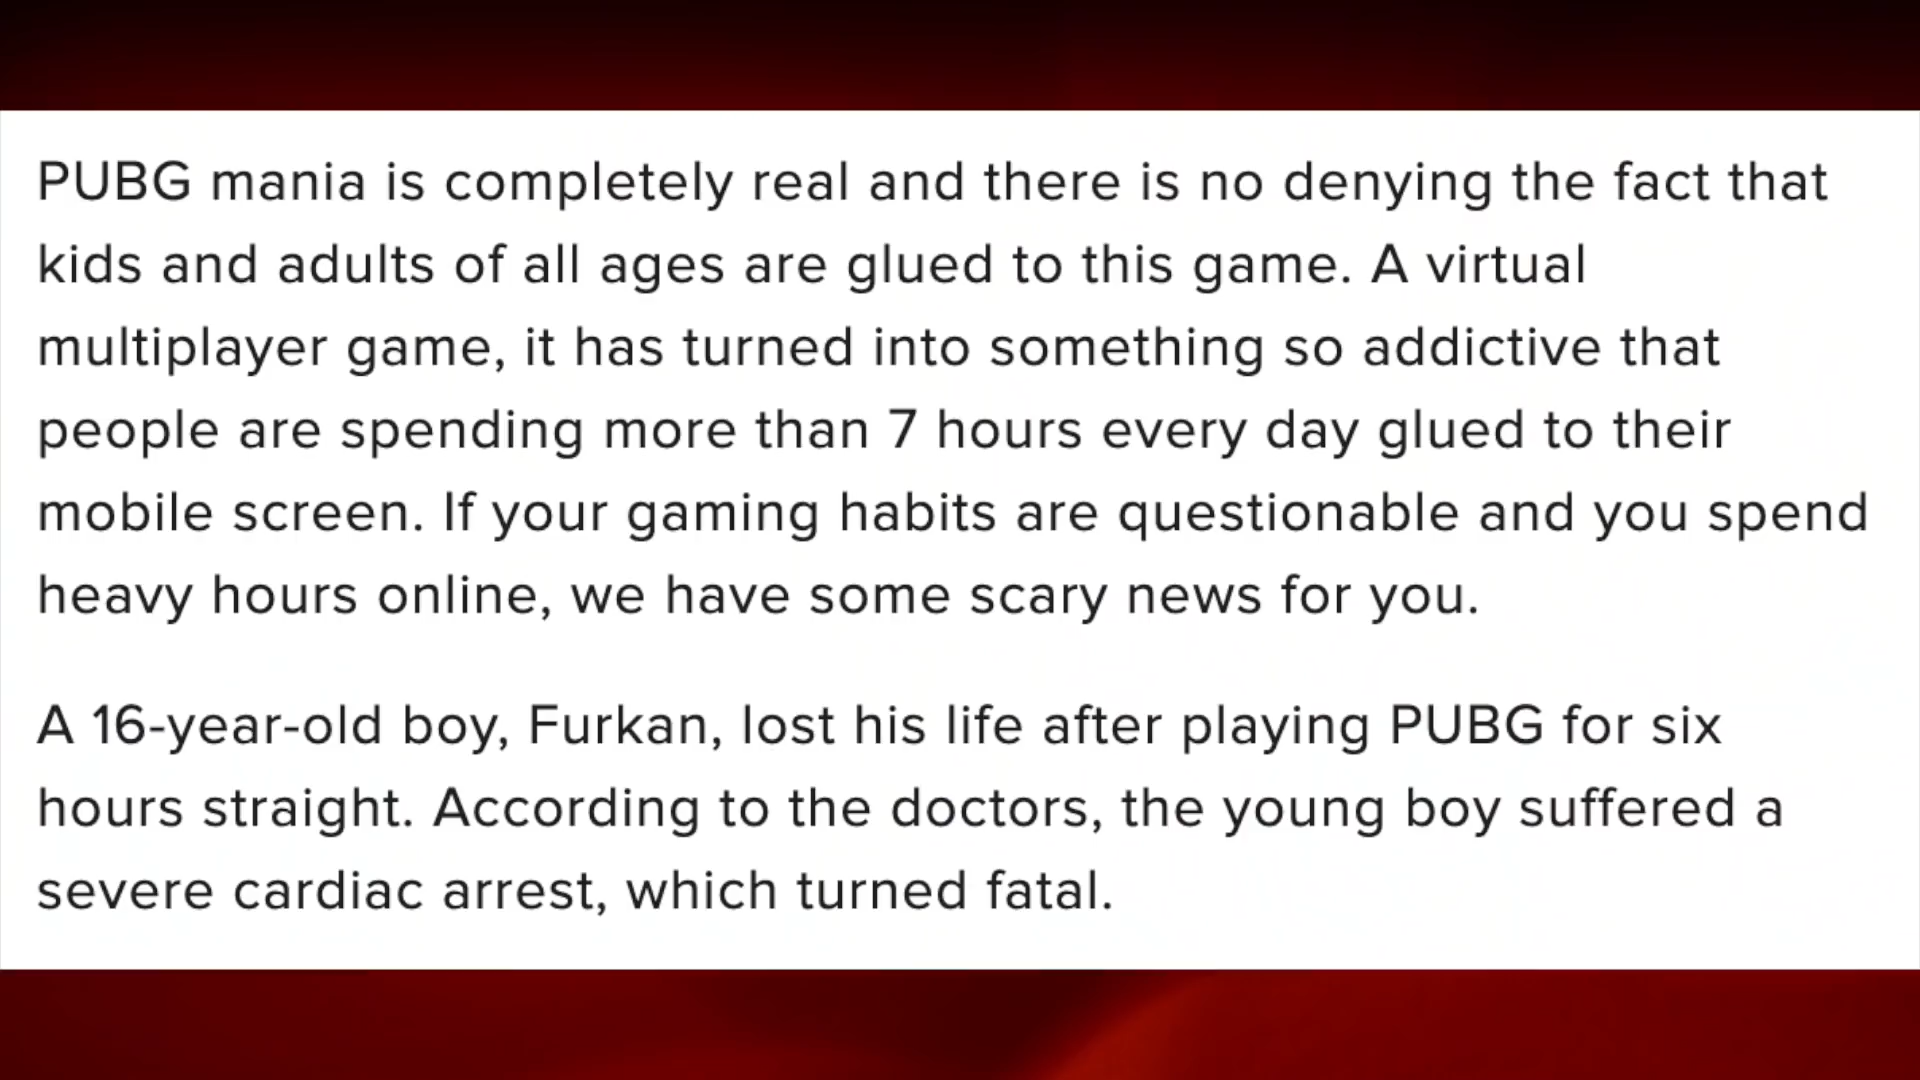 PUBG mania is completely real and there is no denying the fact that
kids and adults of all ages are glued to this game. A virtual
multiplayer game, it has turned into something so addictive that
people are spending more than 7 hours every day glued to their
mobile screen. If your gaming habits are questionable and you spend
heavy hours online, we have some scary news for you.
A 16-year-old boy, Furkan, lost his life after playing PUBG for six
hours straight. According to the doctors, the young boy suffered a
severe cardiac arrest, which turned fatal.